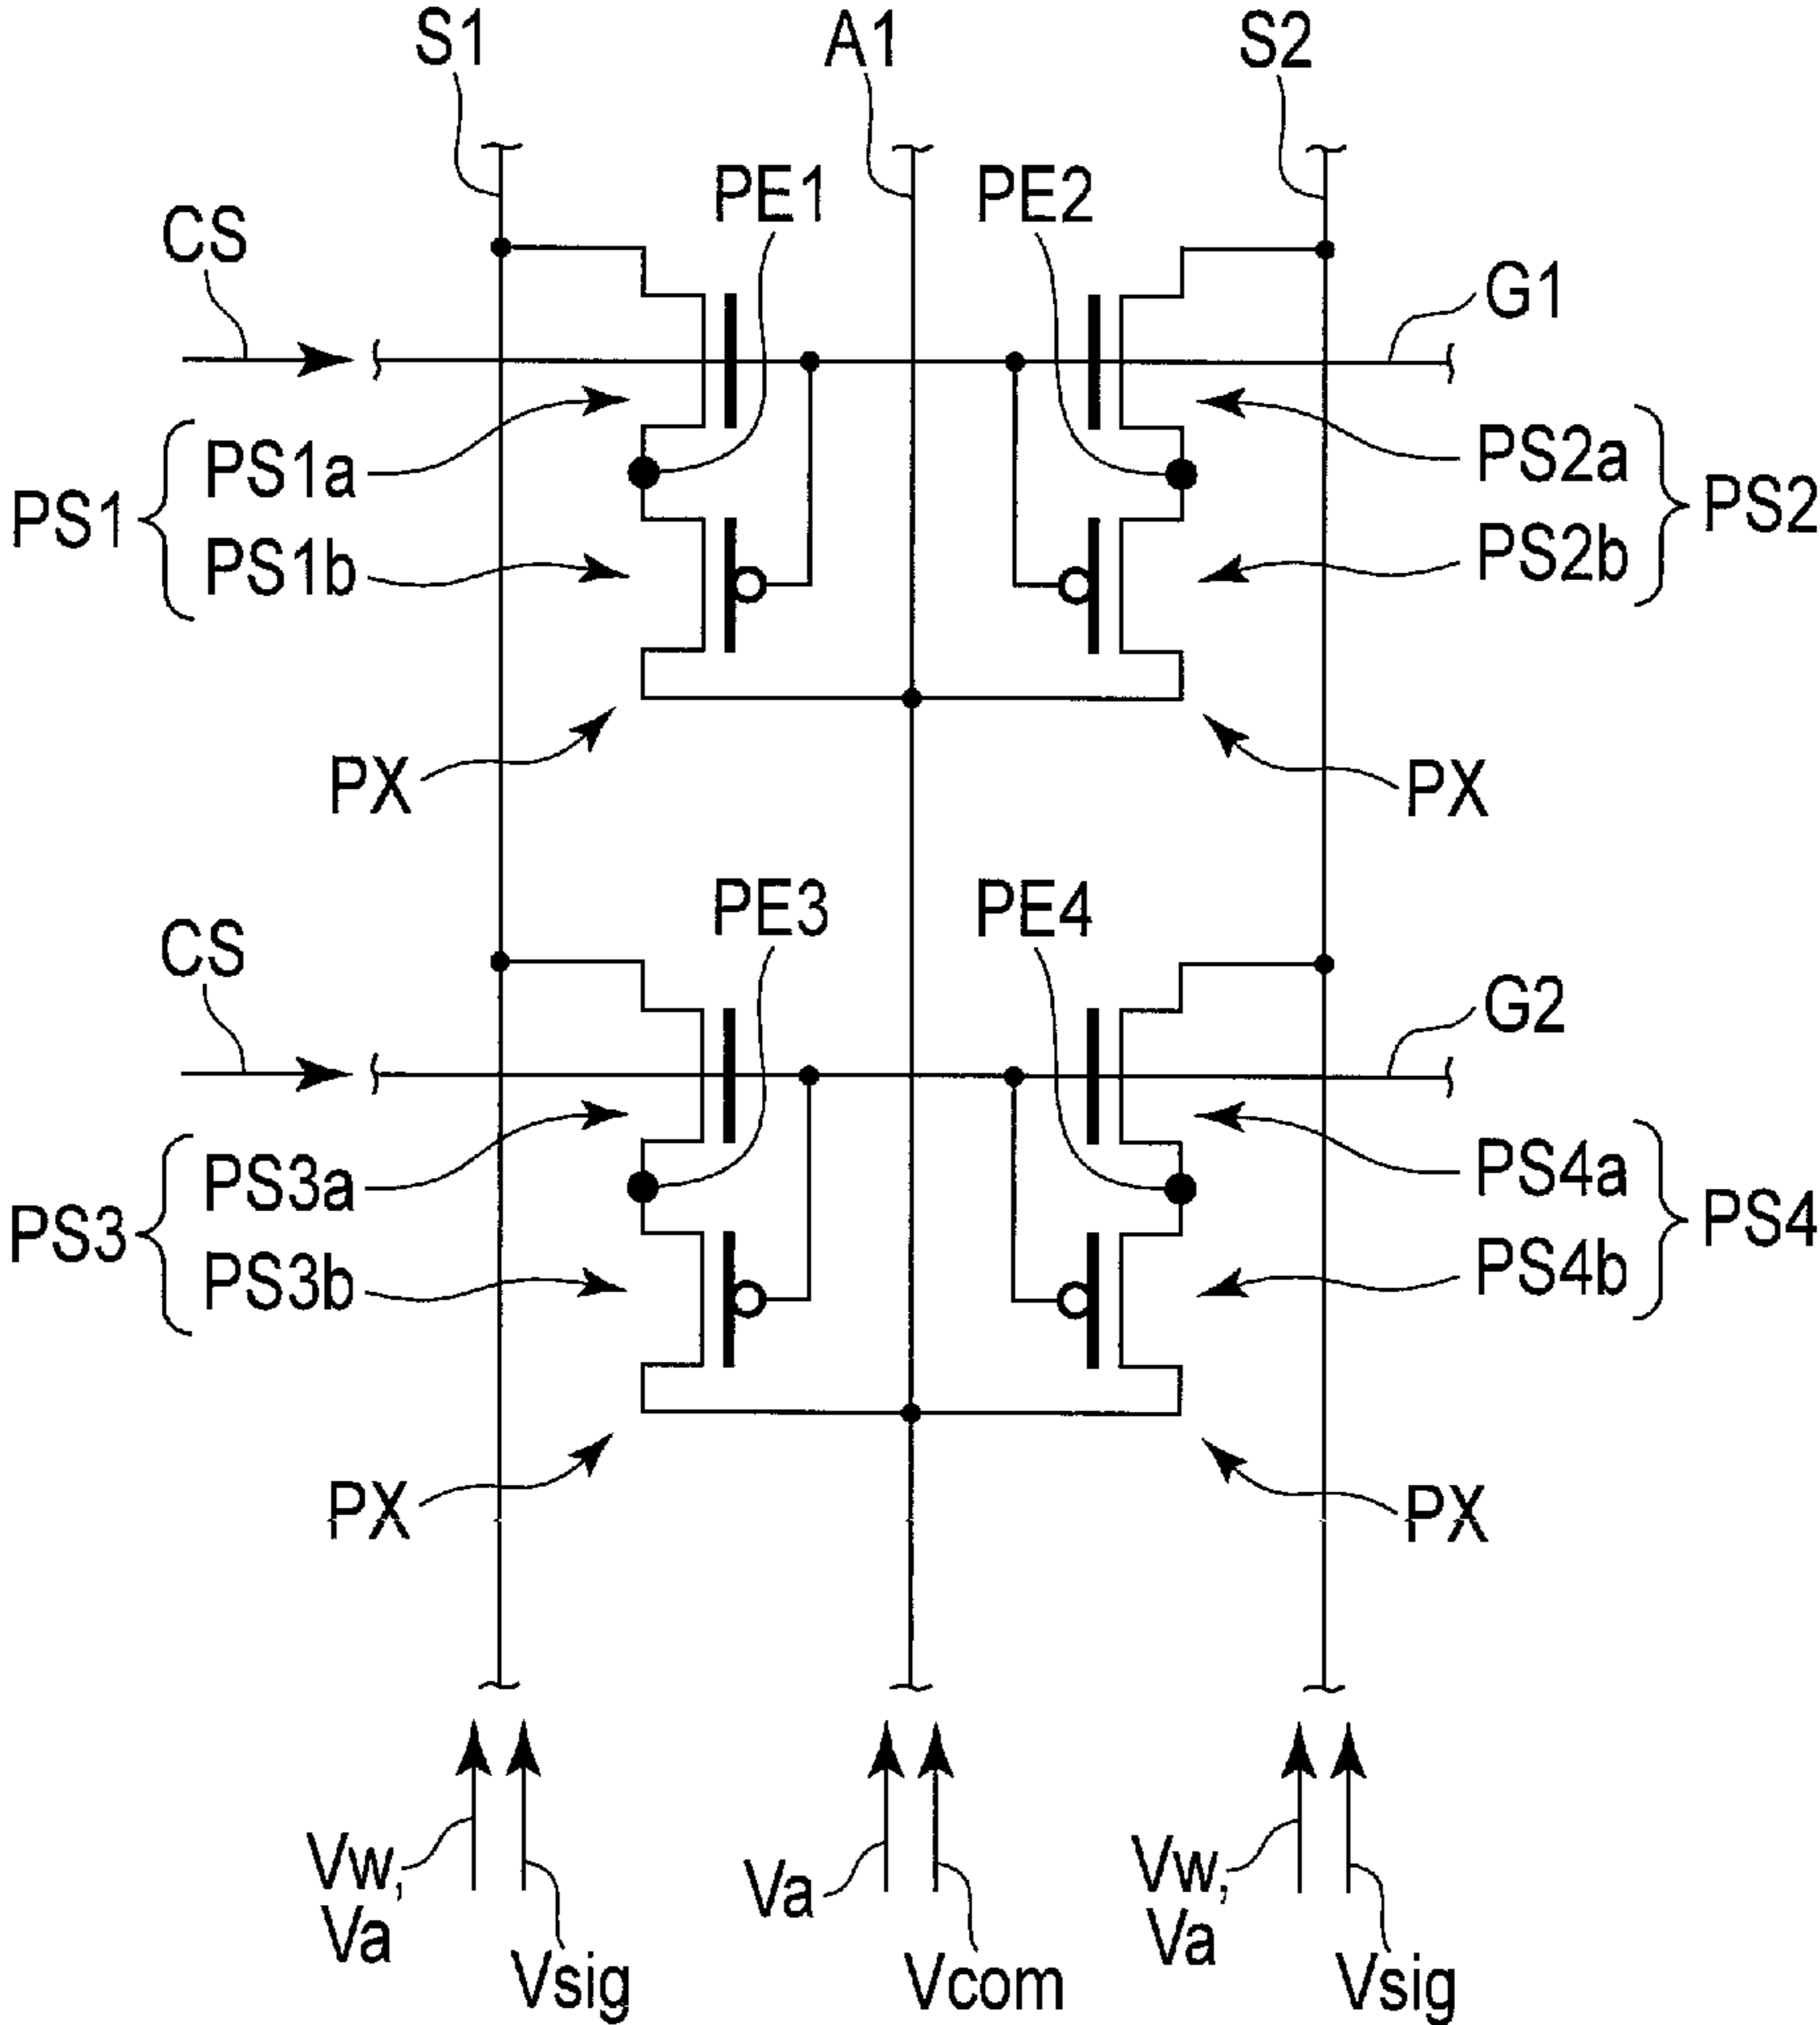 S1 A1 S2
PE1 PE2
CS
G1
PS1a PS2a
PS1 PS2
PS1b PS2b
PX PX
PE3 PE4
CS
G2
PS3a PS4a
PS3 PS4
PS3b PS4b
PX PX
Vw, Va Vw,
Va Va
Vsig Vcom Vsig